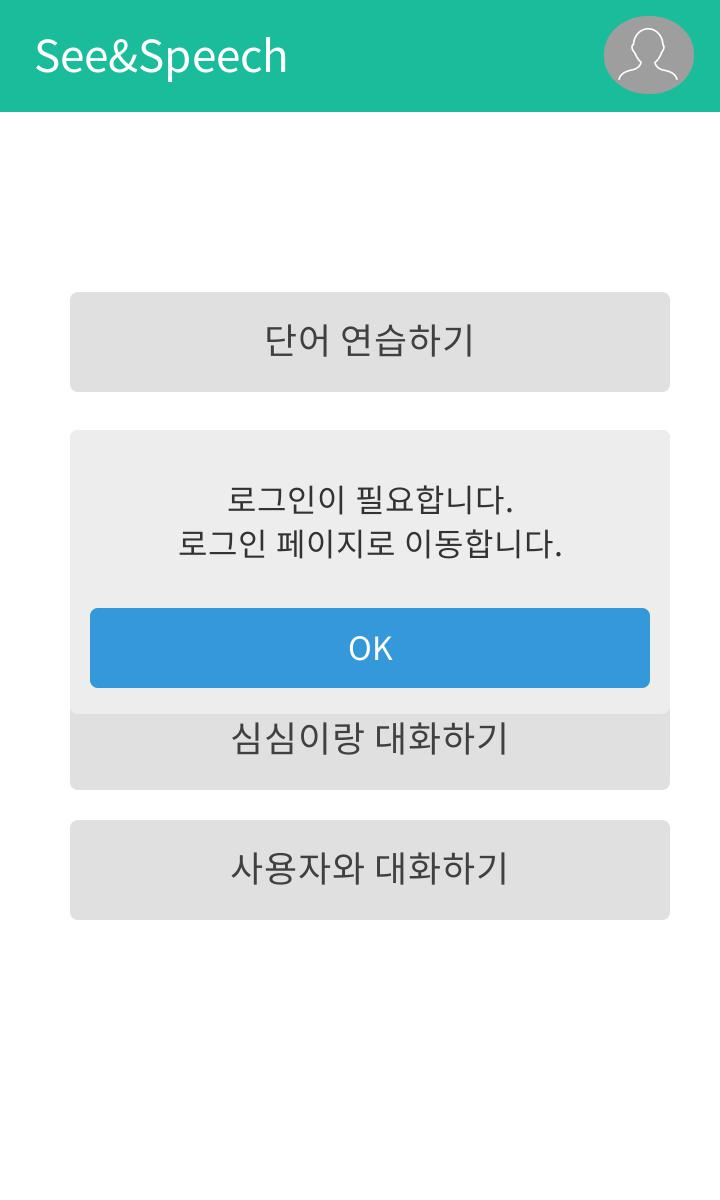 See&Speech
단어 연습하기
로그인이 필요합니다.
로그인 페이지로 이동합니다.
OK
심심이랑 대화하기
사용자와 대화하기